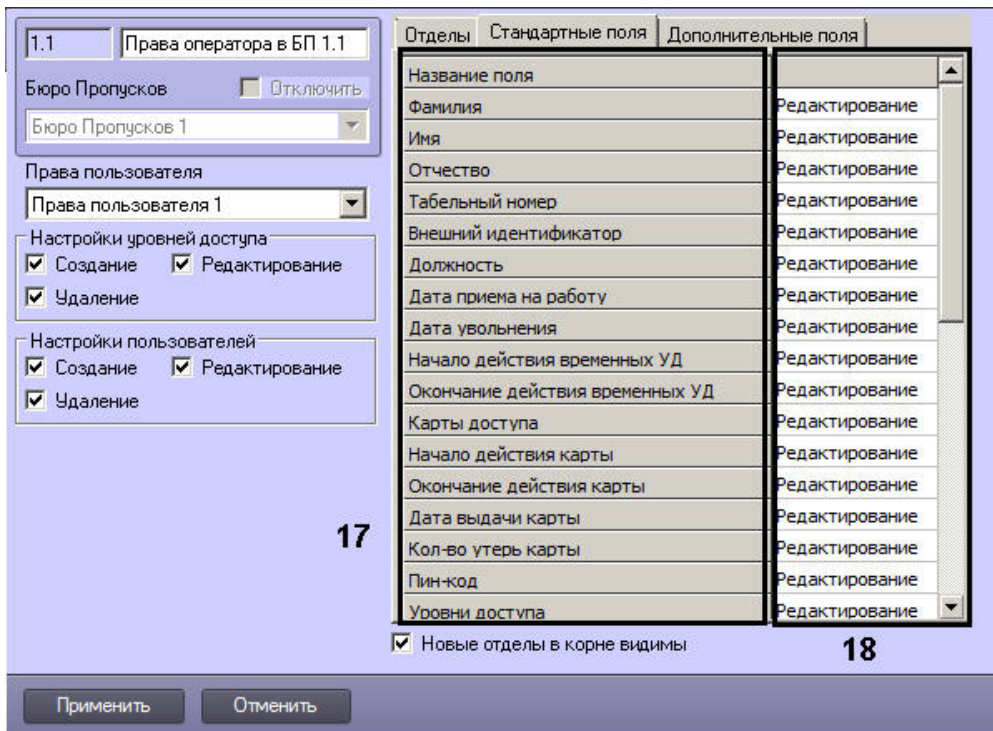 1.1 Права оператора в БП 1.1
Бюро Пропусков Отключить
Бюро Пропусков 1
Права пользователя
Права пользователя 1
Настройки уровней доступа
Создание Редактирование
Удаление
Настройки пользователей
Создание Редактирование
Удаление
17
Отделы Стандартные поля Дополнительные поля
Название поля
Фамилия Редактирование
Имя Редактирование
Отчество Редактирование
Табельный номер Редактирование
Внешний идентификатор Редактирование
Должность Редактирование
Дата приема на работу Редактирование
Дата увольнения Редактирование
Начало действия временных УД Редактирование
Окончание действия временных УД Редактирование
Карты доступа Редактирование
Начало действия карты Редактирование
Окончание действия карты Редактирование
Дата выдачи карты Редактирование
Кол-во утерь карты Редактирование
Пин-код Редактирование
Уровни доступа Редактирование
Новые отделы в корне видимы
18
Применить Отменить